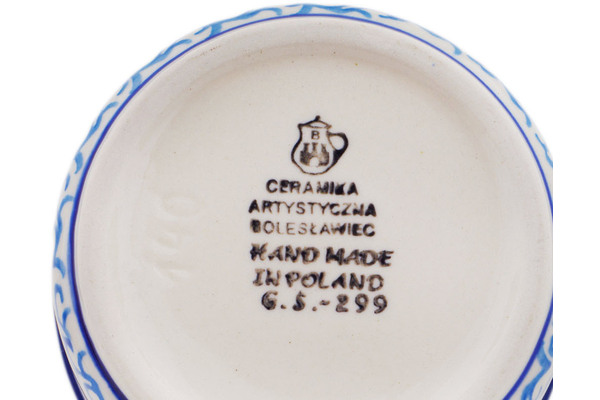 B
CERAMIKA
ARTYSTYCZNA
BOLESŁAWIEC
HAND MADE
IN POLAND
G.S.-299